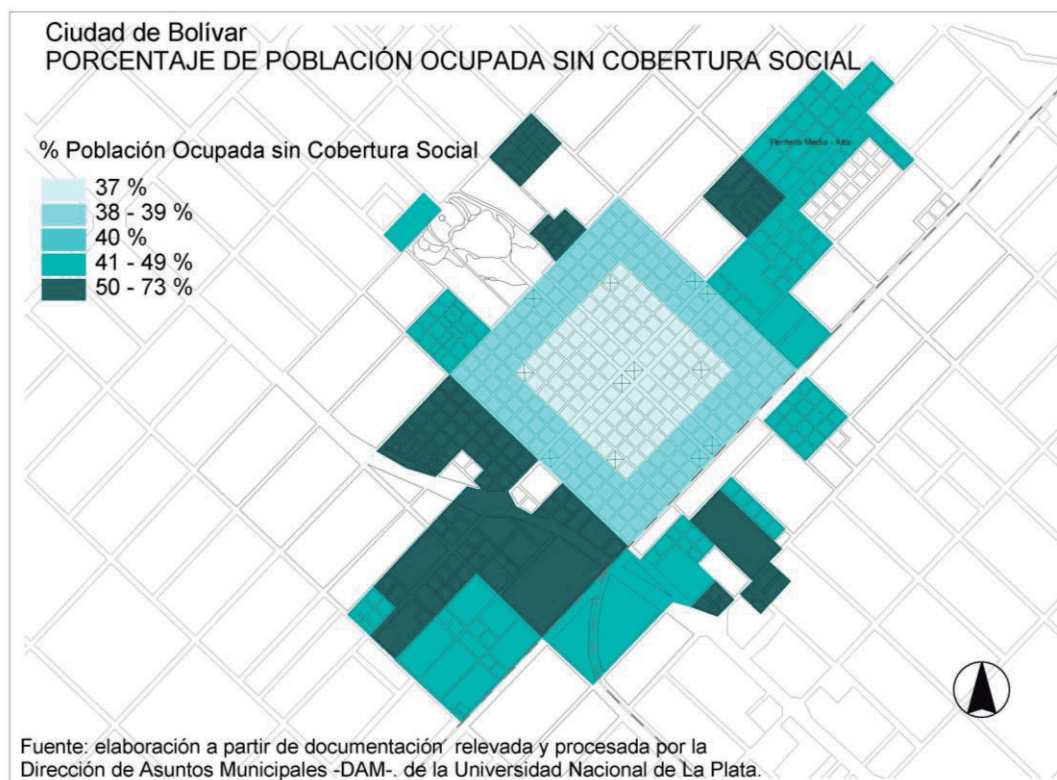 Ciudad de Bolívar
PORCENTAJE DE POBLACIÓN OCUPADA SIN COBERTURA SOCIAL
% Población Ocupada sin Cobertura Social
37 %
38 - 39 %
40 %
41 - 49 %
50 - 73 %
Periferia Media - Alta
Fuente: elaboración a partir de documentación relevada y procesada por la
Dirección de Asuntos Municipales -DAM-. de la Universidad Nacional de La Plata.